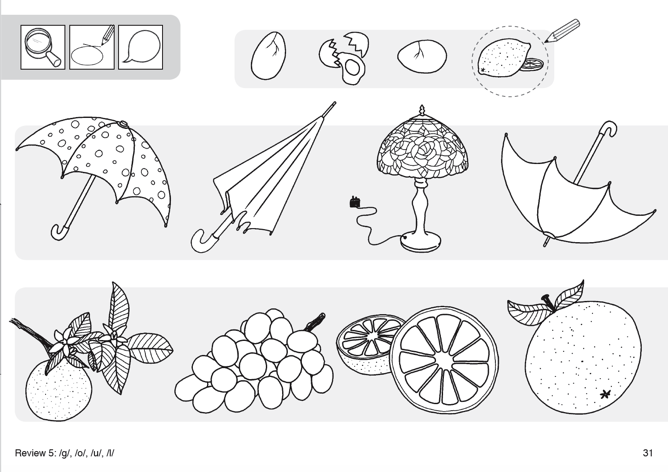 Review 5: /g/, /o/, /u/, /l/
31